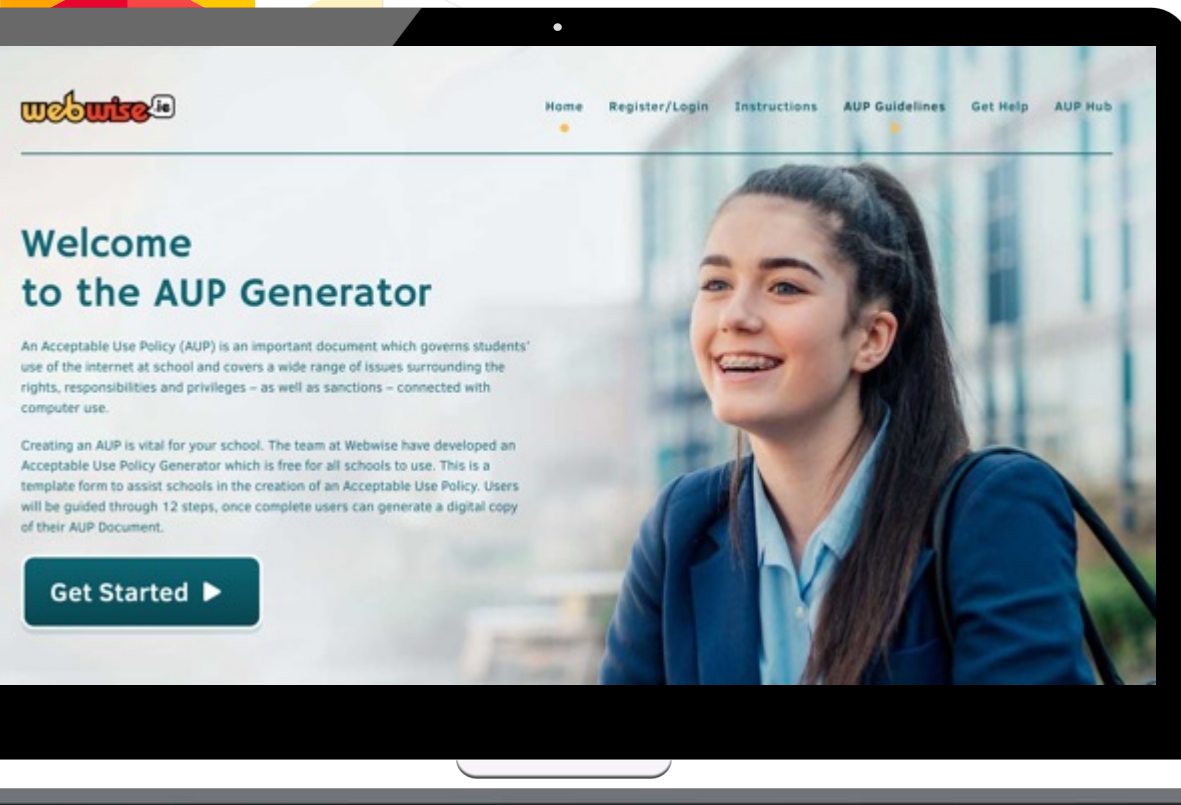 webwise.ie
Home Register/Login Instructions AUP Guidelines Get Help AUP Hub
Welcome
to the AUP Generator
An Acceptable Use Policy (AUP) is an important document which governs students'
use of the internet at school and covers a wide range of issues surrounding the
rights, responsibilities and privileges – as well as sanctions – connected with
computer use.
Creating an AUP is vital for your school. The team at Webwise have developed an
Acceptable Use Policy Generator which is free for all schools to use. This is a
template form to assist schools in the creation of an Acceptable Use Policy. Users
will be guided through 12 steps, once complete users can generate a digital copy
of their AUP Document.
Get Started